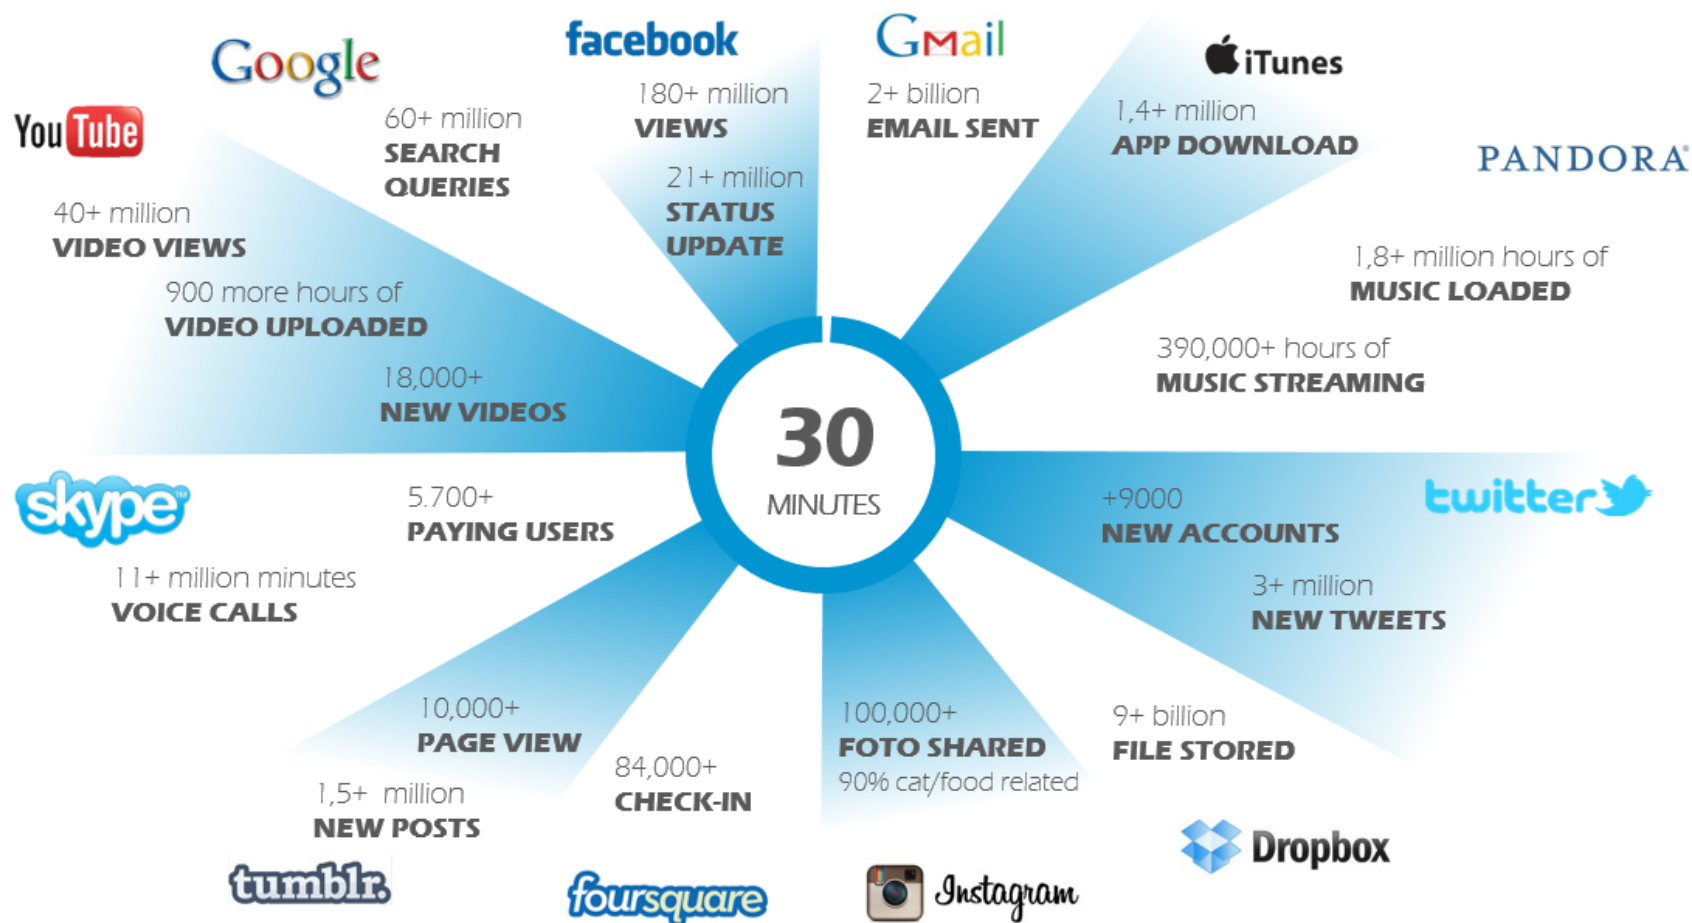 You Tube
40+ million
VIDEO VIEWS
900 more hours of
VIDEO UPLOADED
18,000+
NEW VIDEOS
Google
60+ million
SEARCH
QUERIES
facebook
180+ million
VIEWS
21+ million
STATUS
UPDATE
GMail
2+ billion
EMAIL SENT
iTunes
1,4+ million
APP DOWNLOAD
PANDORA
1,8+ million hours of
MUSIC LOADED
390,000+ hours of
MUSIC STREAMING
30
MINUTES
twitter
+9000
NEW ACCOUNTS
3+ million
NEW TWEETS
9+ billion
FILE STORED
Dropbox
100,000+
FOTO SHARED
90% cat/food related
Instagram
84,000+
CHECK-IN
foursquare
10,000+
PAGE VIEW
1,5+ million
NEW POSTS
tumblr.
skype™
5.700+
PAYING USERS
11+ million minutes
VOICE CALLS